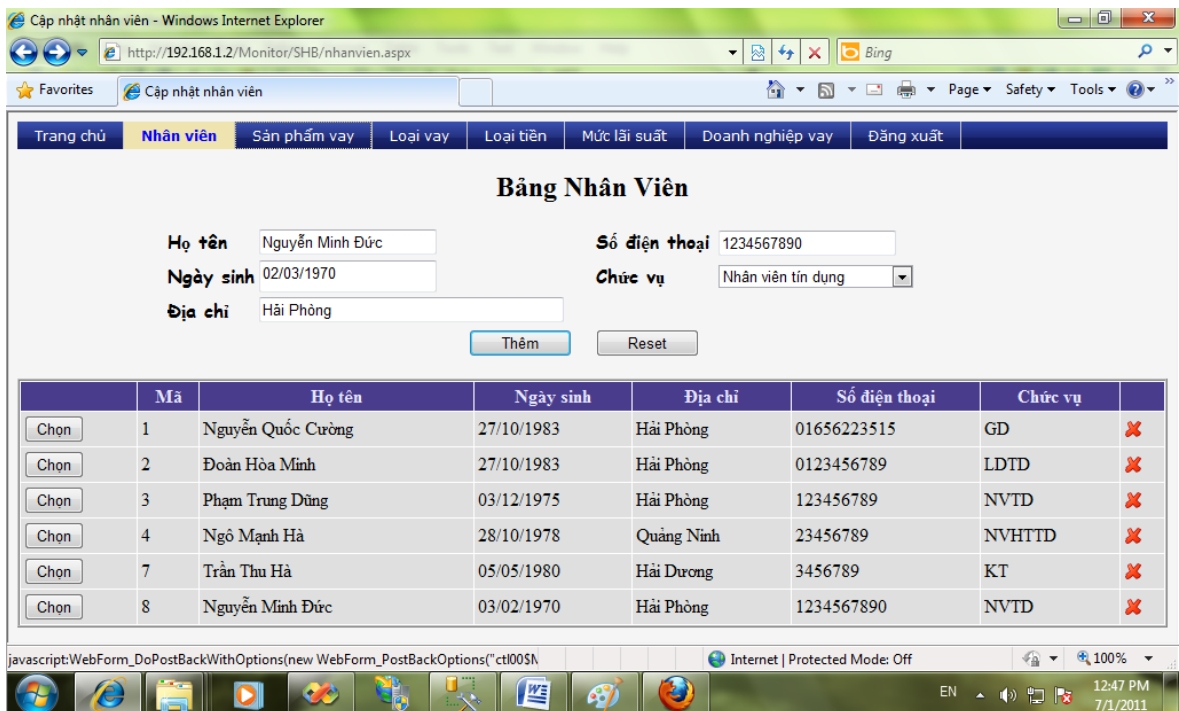 Cập nhật nhân viên - Windows Internet Explorer
http://192.168.1.2/Monitor/SHB/nhanvien.aspx Bing
Favorites Cập nhật nhân viên Page Safety Tools
Trang chủ Nhân viên Sản phẩm vay Loại vay Loại tiền Mức lãi suất Doanh nghiệp vay Đăng xuất
Bảng Nhân Viên
Họ tên Nguyễn Minh Đức Số điện thoại 1234567890
Ngày sinh 02/03/1970 Chức vụ Nhân viên tín dụng
Địa chỉ Hải Phòng
Thêm Reset
Mã Họ tên Ngày sinh Địa chỉ Số điện thoại Chức vụ
Chọn 1 Nguyễn Quốc Cường 27/10/1983 Hải Phòng 01656223515 GD
Chọn 2 Đoàn Hòa Minh 27/10/1983 Hải Phòng 0123456789 LDTD
Chọn 3 Phạm Trung Dũng 03/12/1975 Hải Phòng 123456789 NVTD
Chọn 4 Ngô Mạnh Hà 28/10/1978 Quảng Ninh 23456789 NVHTTD
Chọn 7 Trần Thu Hà 05/05/1980 Hải Dương 3456789 KT
Chọn 8 Nguyễn Minh Đức 03/02/1970 Hải Phòng 1234567890 NVTD
javascript:WebForm_DoPostBackWithOptions(new WebForm_PostBackOptions("ctl00$M Internet | Protected Mode: Off 100%
EN 12:47 PM
7/1/2011